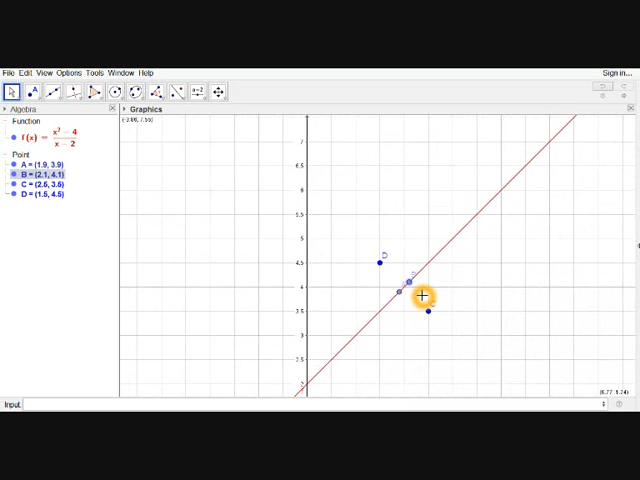 File Edit View Options Tools Window Help
Sign in...
A
a=2
Algebra
Graphics
Function
f(x) = x² − 4 / x − 2
Point
A = (1.9, 3.9)
B = (2.1, 4.1)
C = (2.5, 3.5)
D = (1.5, 4.5)
7
6.5
6
5.5
5
4.5
4
3.5
3
2.5
2
D
Input: